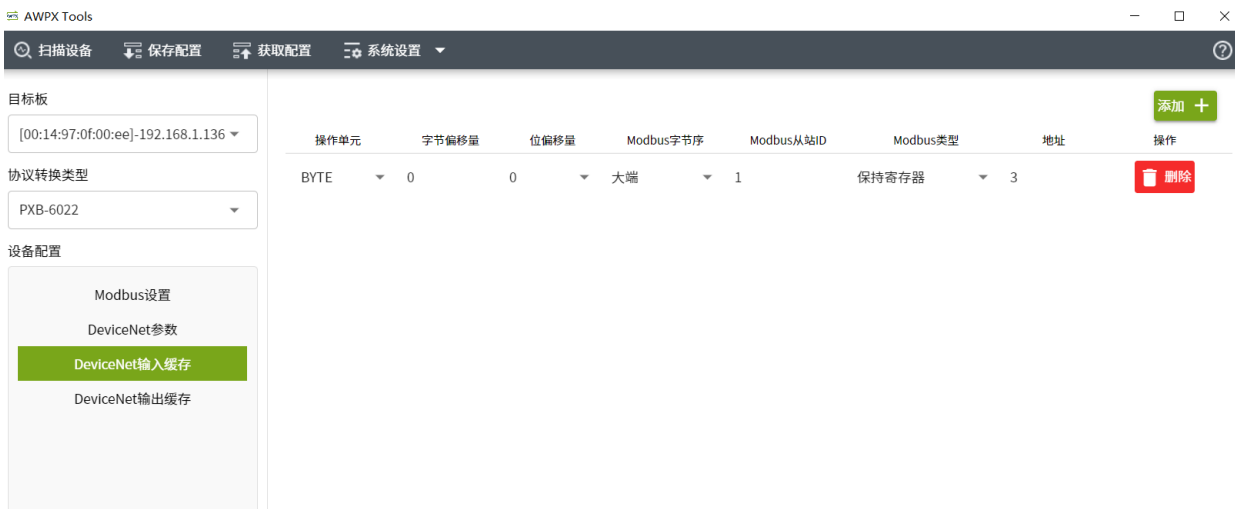 AWPX Tools
扫描设备 保存配置 获取配置 系统设置
目标板
[00:14:97:0f:00:ee]-192.168.1.136
协议转换类型
PXB-6022
设备配置
Modbus设置
DeviceNet参数
DeviceNet输入缓存
DeviceNet输出缓存
添加
操作单元 字节偏移量 位偏移量 Modbus字节序 Modbus从站ID Modbus类型 地址 操作
BYTE 0 0 大端 1 保持寄存器 3 删除